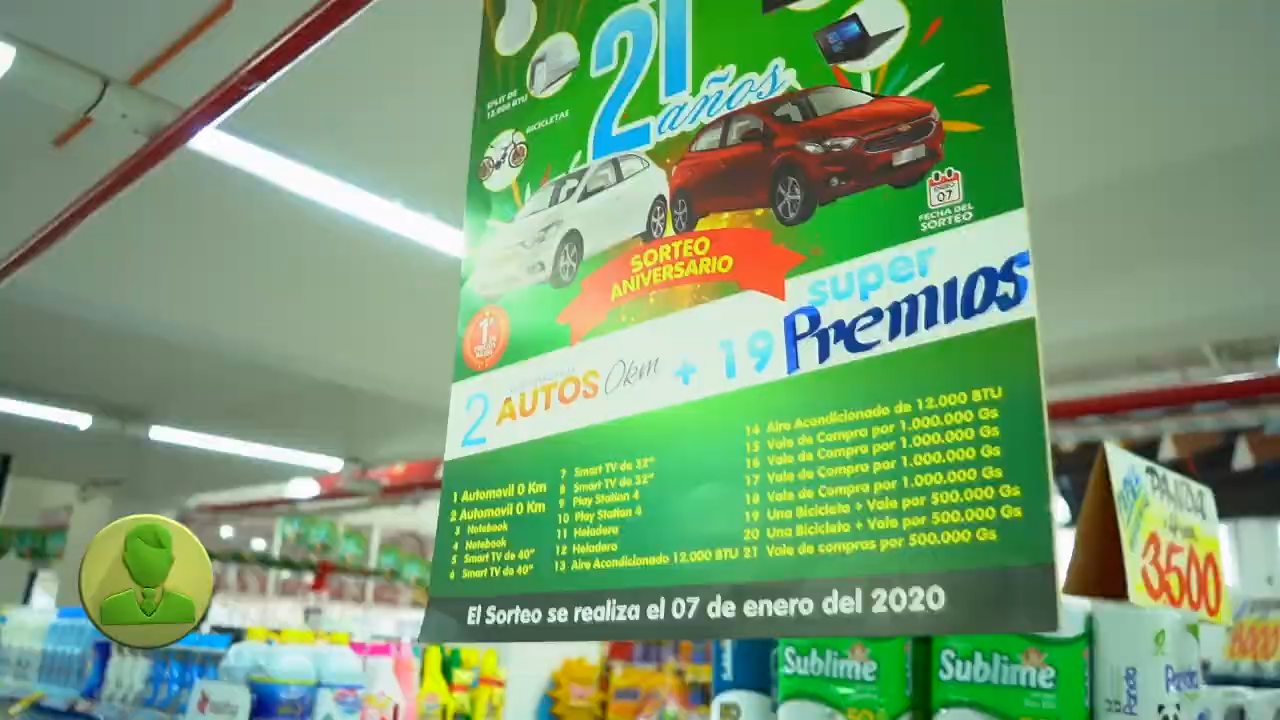 21
años
SPLIT DE
12.000 BTU
BICICLETAS
ENERO
07
FECHA DEL
SORTEO
SORTEO
ANIVERSARIO
super
Premios
2 AUTOS 0km + 19
1 Automovil 0 Km
2 Automovil 0 Km
3 Notebook
4 Notebook
5 Smart TV de 40"
6 Smart TV de 40"
7 Smart TV de 32"
8 Smart TV de 32"
9 Play Station 4
10 Play Station 4
11 Heladera
12 Heladera
13 Aire Acondicionado 12.000 BTU
14 Aire Acondicionado de 12.000 BTU
15 Vale de Compra por 1.000.000 Gs
16 Vale de Compra por 1.000.000 Gs
17 Vale de Compra por 1.000.000 Gs
18 Vale de Compra por 1.000.000 Gs
19 Una Bicicleta + Vale por 500.000 Gs
20 Una Bicicleta + Vale por 500.000 Gs
21 Vale de compras por 500.000 Gs
El Sorteo se realiza el 07 de enero del 2020
PANDA
3500
Sublime
Sublime
Panda